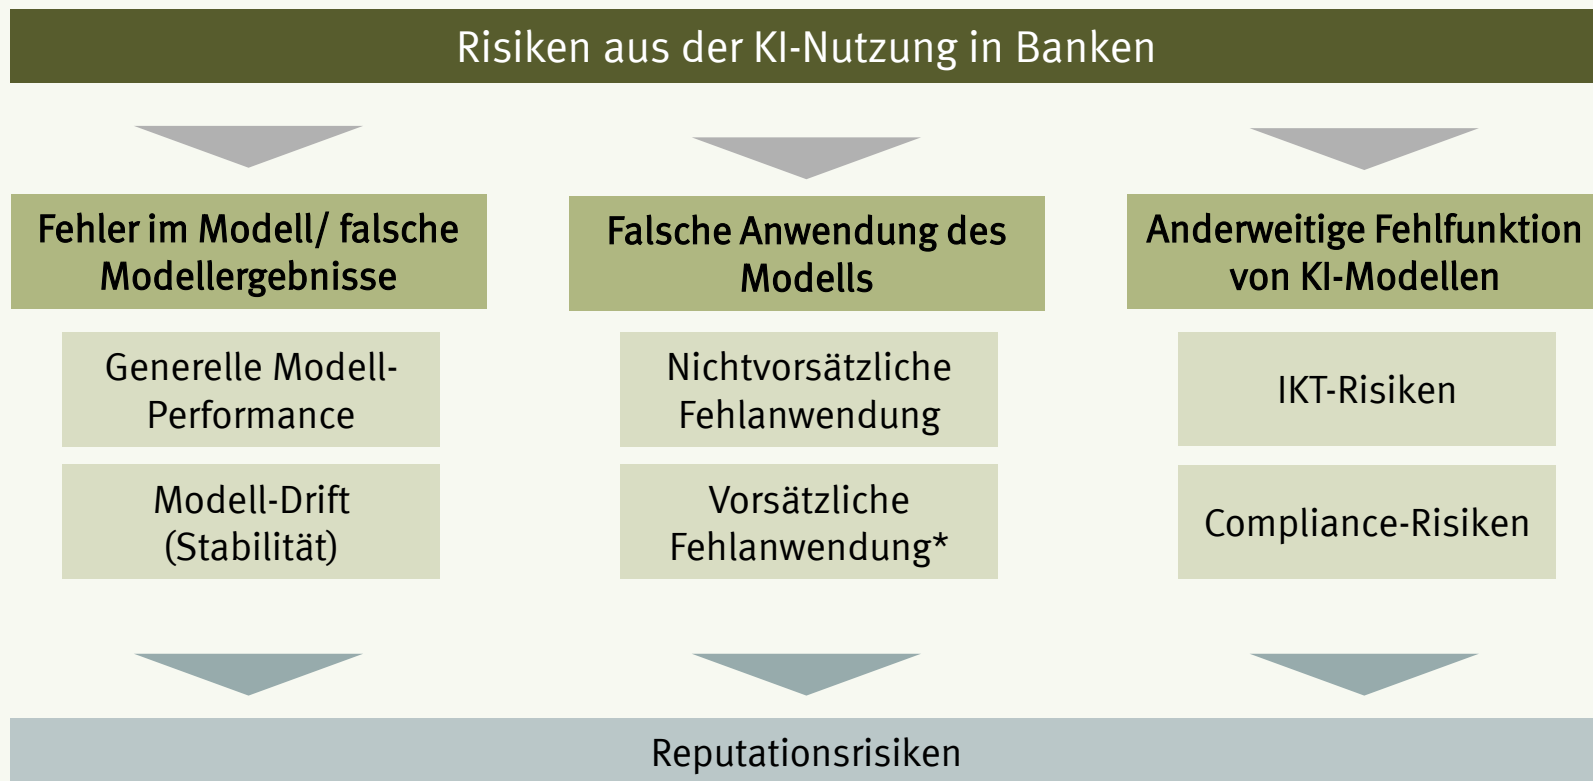 Risiken aus der KI-Nutzung in Banken
Fehler im Modell/ falsche
Modellergebnisse
Generelle Modell-
Performance
Modell-Drift
(Stabilität)
Falsche Anwendung des
Modells
Nichtvorsätzliche
Fehlanwendung
Vorsätzliche
Fehlanwendung*
Anderweitige Fehlfunktion
von KI-Modellen
IKT-Risiken
Compliance-Risiken
Reputationsrisiken